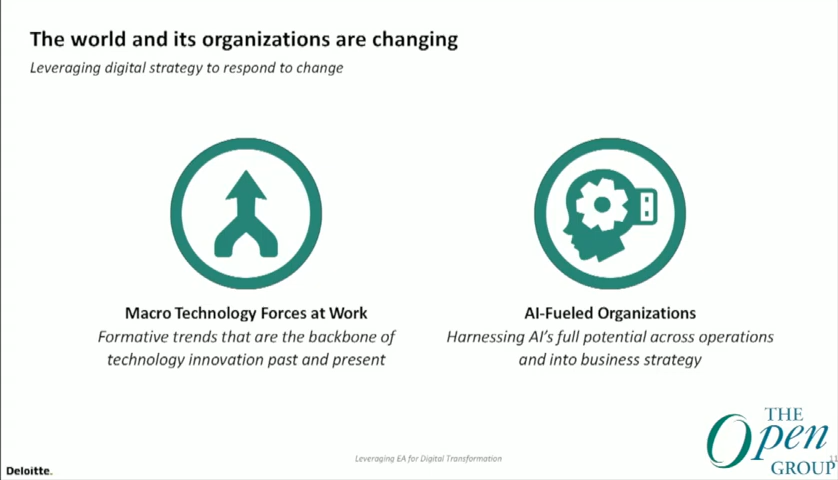 The world and its organizations are changing
Leveraging digital strategy to respond to change
Macro Technology Forces at Work
Formative trends that are the backbone of
technology innovation past and present
AI-Fueled Organizations
Harnessing AI's full potential across operations
and into business strategy
Leveraging EA for Digital Transformation
Deloitte.
THE
Open
GROUP
11